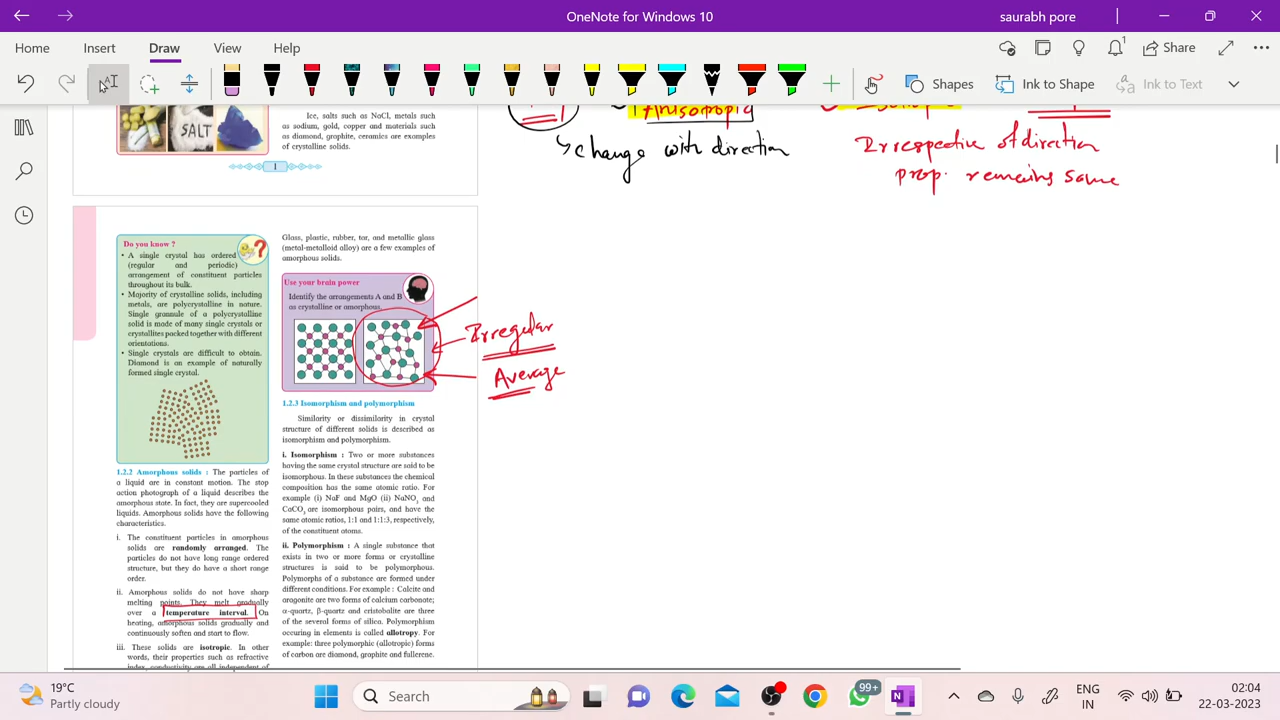 OneNote for Windows 10
saurabh pore
Home
Insert
Draw
View
Help
Share
Shapes
Ink to Shape
Ink to Text
SALT
Ice, salts such as NaCl, metals such
as sodium, gold, copper and materials such
as diamond, graphite, ceramics are examples
of crystalline solids.
1
Anisotropic
change with direction
Irrespective of direction
prop. remains same
Do you know ?
• A single crystal has ordered
(regular and periodic)
arrangement of constituent particles
throughout its bulk.
• Majority of crystalline solids, including
metals, are polycrystalline in nature.
Single grannule of a polycrystalline
solid is made of many single crystals or
crystallites packed together with different
orientations.
• Single crystals are difficult to obtain.
Diamond is an example of naturally
formed single crystal.
1.2.2 Amorphous solids : The particles of
a liquid are in constant motion. The stop
action photograph of a liquid describes the
amorphous state. In fact, they are supercooled
liquids. Amorphous solids have the following
characteristics.
i. The constituent particles in amorphous
solids are randomly arranged. The
particles do not have long range ordered
structure, but they do have a short range
order.
ii. Amorphous solids do not have sharp
melting points. They melt gradually
over a temperature interval. On
heating, amorphous solids gradually and
continuously soften and start to flow.
iii. These solids are isotropic. In other
words, their properties such as refractive
index, conductivity are all independent of
Glass, plastic, rubber, tar, and metallic glass
(metal-metalloid alloy) are a few examples of
amorphous solids.
Use your brain power
Identify the arrangements A and B
as crystalline or amorphous.
Irregular
Average
1.2.3 Isomorphism and polymorphism
Similarity or dissimilarity in crystal
structure of different solids is described as
isomorphism and polymorphism.
i. Isomorphism : Two or more substances
having the same crystal structure are said to be
isomorphous. In these substances the chemical
composition has the same atomic ratio. For
example (i) NaF and MgO (ii) NaNO3 and
CaCO3 are isomorphous pairs, and have the
same atomic ratios, 1:1 and 1:1:3, respectively,
of the constituent atoms.
ii. Polymorphism : A single substance that
exists in two or more forms or crystalline
structures is said to be polymorphous.
Polymorphs of a substance are formed under
different conditions. For example : Calcite and
aragonite are two forms of calcium carbonate;
α-quartz, β-quartz and cristobalite are three
of the several forms of silica. Polymorphism
occuring in elements is called allotropy. For
example: three polymorphic (allotropic) forms
of carbon are diamond, graphite and fullerene.
19°C
Partly cloudy
Search
99+
ENG
IN
02:04
22-03-2023